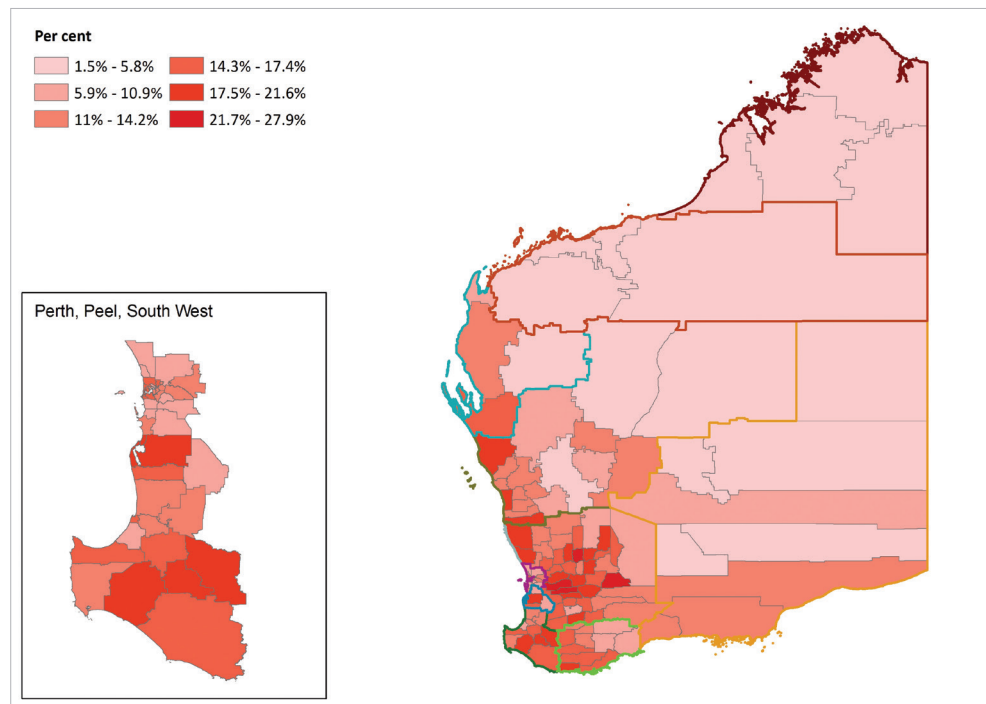 Per cent
1.5% - 5.8%
14.3% - 17.4%
5.9% - 10.9%
17.5% - 21.6%
11% - 14.2%
21.7% - 27.9%
Perth, Peel, South West